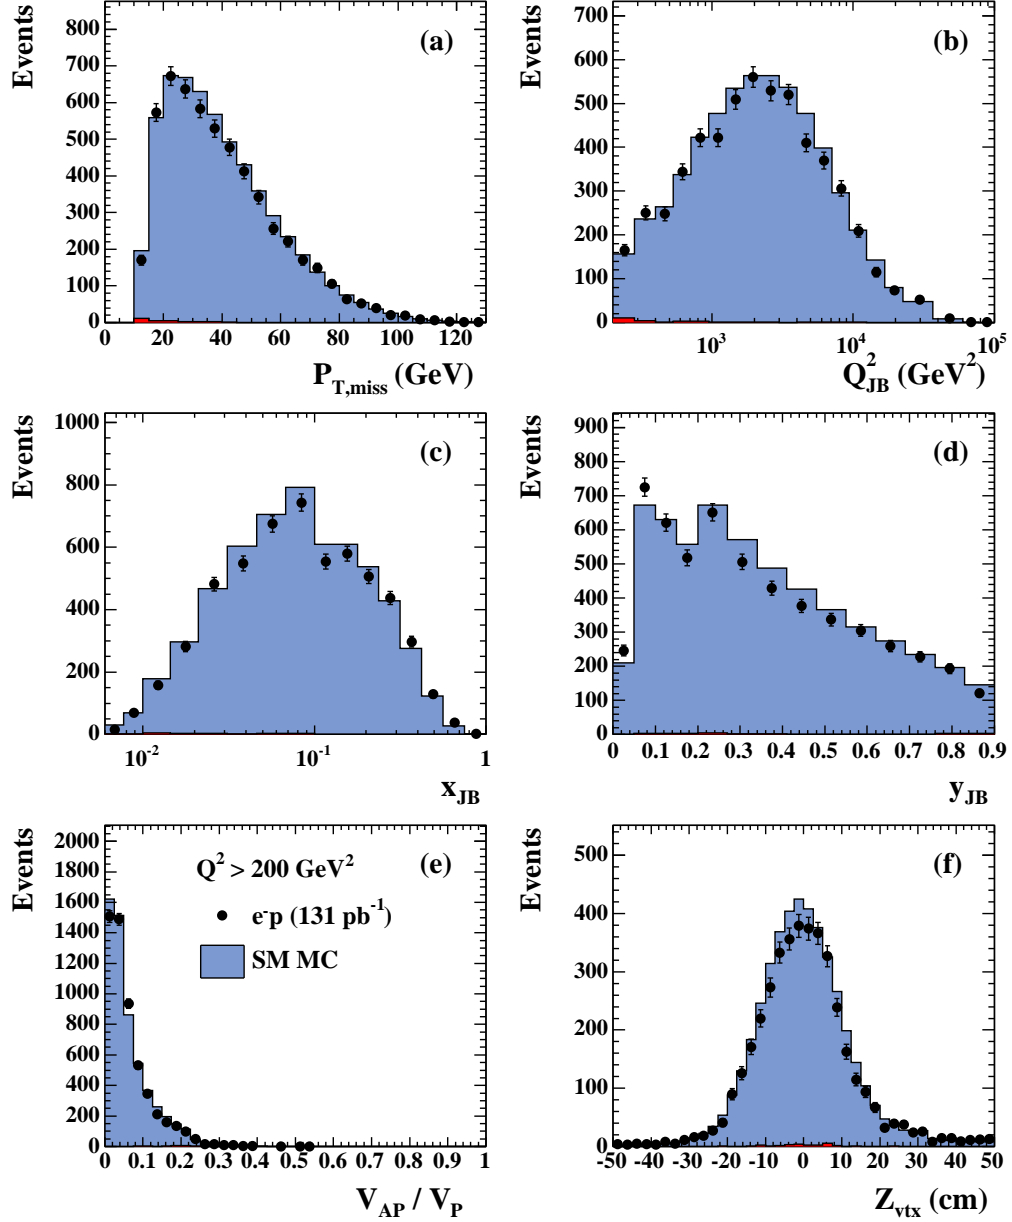 Events
(a)
800
700
600
500
400
300
200
100
0
0 20 40 60 80 100 120
P_T,miss (GeV)
Events
(b)
700
600
500
400
300
200
100
0
10^3 10^4 10^5
Q^2_JB (GeV^2)
Events
(c)
1000
800
600
400
200
0
10^-2 10^-1 1
x_JB
Events
(d)
900
800
700
600
500
400
300
200
100
0
0 0.1 0.2 0.3 0.4 0.5 0.6 0.7 0.8 0.9
y_JB
Events
(e)
2000
1800
1600
1400
1200
1000
800
600
400
200
0
Q^2 > 200 GeV^2
e^-p (131 pb^-1)
SM MC
0 0.1 0.2 0.3 0.4 0.5 0.6 0.7 0.8 0.9 1
V_AP / V_P
Events
(f)
500
400
300
200
100
0
-50 -40 -30 -20 -10 0 10 20 30 40 50
Z_vtx (cm)